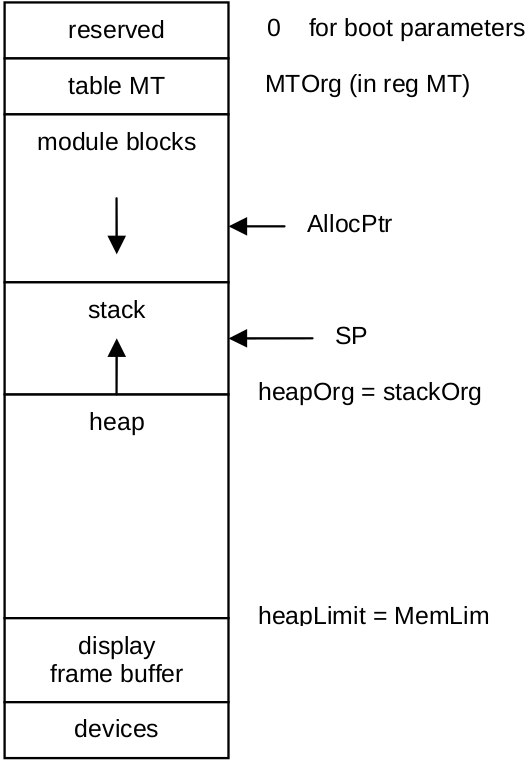 reserved 0 for boot parameters
table MT MTOrg (in reg MT)
module blocks
AllocPtr
stack
SP
heapOrg = stackOrg
heap
heapLimit = MemLim
display
frame buffer
devices